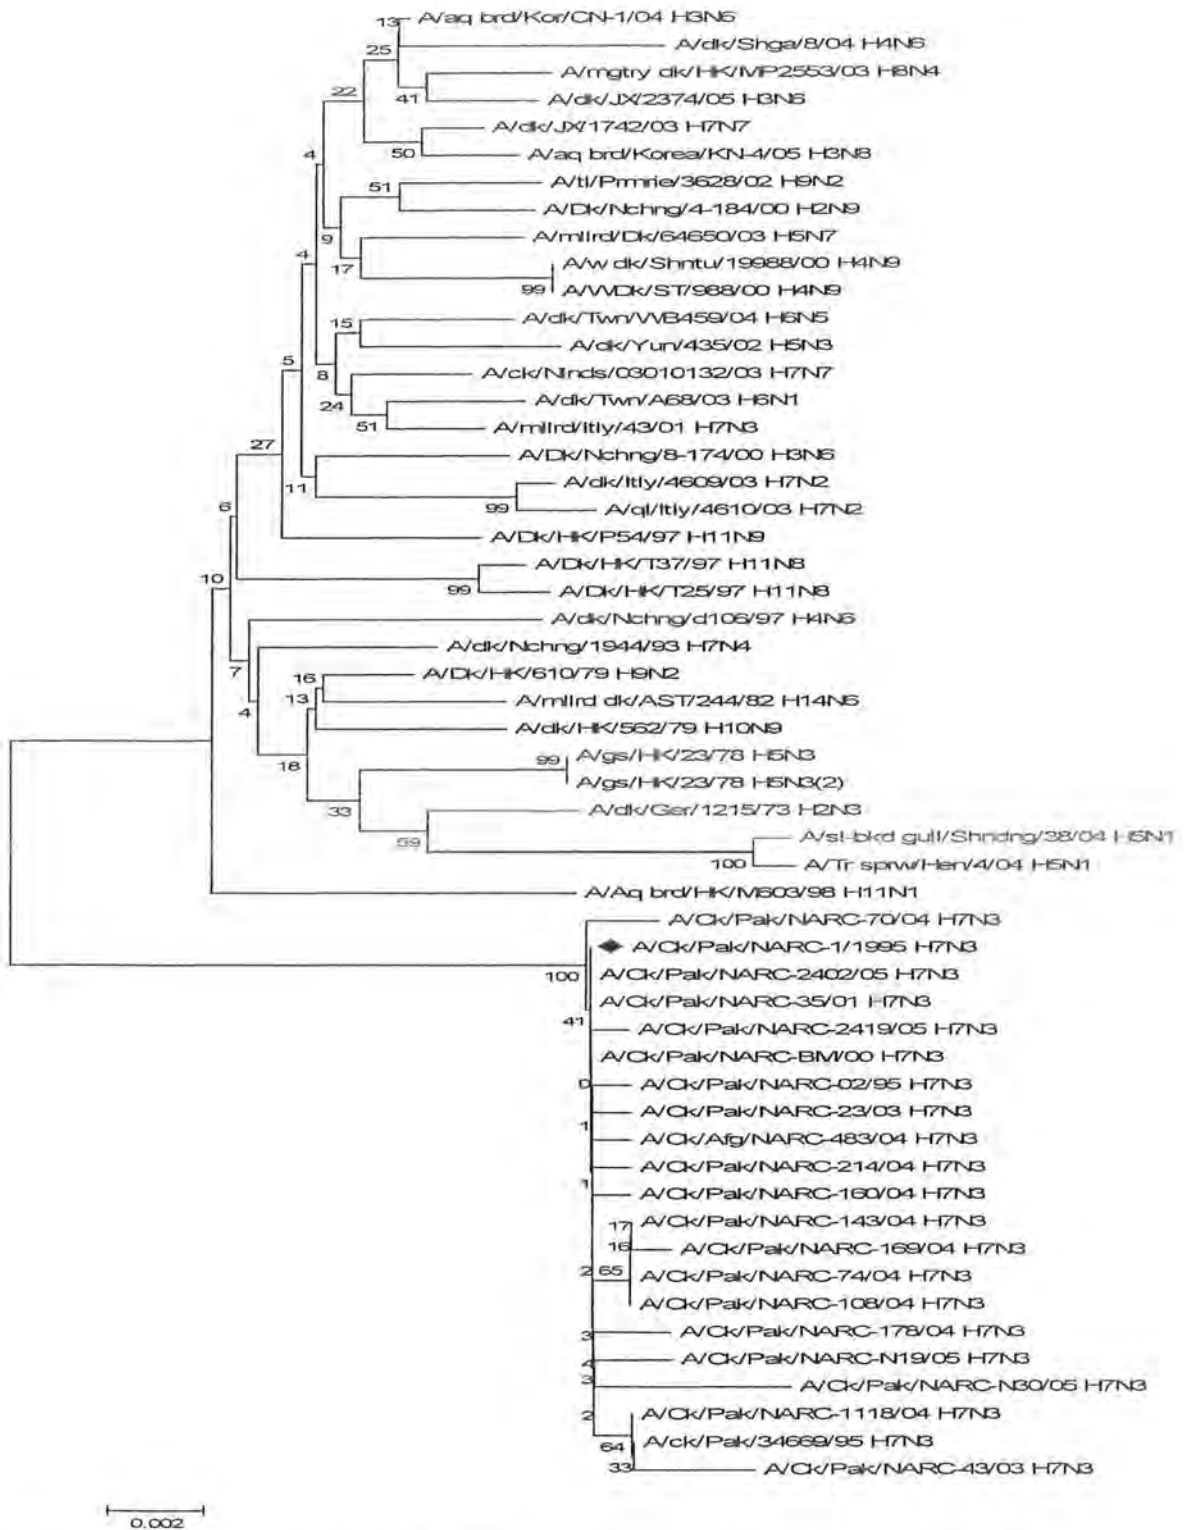 13 A/aq brd/Kor/CN-1/04 H3N6
A/dk/Shga/8/04 H4N6
25
A/mgtry dk/HK/MP2553/03 H8N4
22
41 A/dk/JX/2374/05 H3N6
A/dk/JX/1742/03 H7N7
4
50 A/aq brd/Korea/KN-4/05 H3N8
51 A/tl/Prmrie/3628/02 H9N2
A/Dk/Nchng/4-184/00 H2N9
9
A/mllrd/Dk/64650/03 H5N7
4
17 A/w dk/Shntu/19988/00 H4N9
99 A/WDk/ST/988/00 H4N9
15 A/dk/Twn/WB459/04 H6N5
A/dk/Yun/435/02 H5N3
5
8 A/ck/Nlnds/03010132/03 H7N7
24 A/dk/Twn/A68/03 H6N1
51 A/mllrd/Itly/43/01 H7N3
27
A/Dk/Nchng/8-174/00 H3N6
11 A/dk/Itly/4609/03 H7N2
99 A/ql/Itly/4610/03 H7N2
6
A/Dk/HK/P54/97 H11N9
A/Dk/HK/T37/97 H11N8
10
99 A/Dk/HK/T25/97 H11N8
A/dk/Nchng/d106/97 H4N6
A/dk/Nchng/1944/93 H7N4
7
16 A/Dk/HK/610/79 H9N2
13 A/mllrd dk/AST/244/82 H14N6
4
A/dk/HK/562/79 H10N9
18
99 A/gs/HK/23/78 H5N3
A/gs/HK/23/78 H5N3(2)
33 A/dk/Ger/1215/73 H2N3
59 A/sl-bkd gull/Shndng/38/04 H5N1
100 A/Tr sprw/Hen/4/04 H5N1
A/Aq brd/HK/M603/98 H11N1
A/Ck/Pak/NARC-70/04 H7N3
A/Ck/Pak/NARC-1/1995 H7N3
100 A/Ck/Pak/NARC-2402/05 H7N3
A/Ck/Pak/NARC-35/01 H7N3
41 A/Ck/Pak/NARC-2419/05 H7N3
A/Ck/Pak/NARC-BM/00 H7N3
0 A/Ck/Pak/NARC-02/95 H7N3
A/Ck/Pak/NARC-23/03 H7N3
1
A/Ck/Afg/NARC-483/04 H7N3
A/Ck/Pak/NARC-214/04 H7N3
1
A/Ck/Pak/NARC-160/04 H7N3
17 A/Ck/Pak/NARC-143/04 H7N3
16 A/Ck/Pak/NARC-169/04 H7N3
2 65 A/Ck/Pak/NARC-74/04 H7N3
A/Ck/Pak/NARC-108/04 H7N3
3 A/Ck/Pak/NARC-178/04 H7N3
4 A/Ck/Pak/NARC-N19/05 H7N3
3 A/Ck/Pak/NARC-N30/05 H7N3
2 A/Ck/Pak/NARC-1118/04 H7N3
64 A/ck/Pak/34669/95 H7N3
33 A/Ck/Pak/NARC-43/03 H7N3
0.002